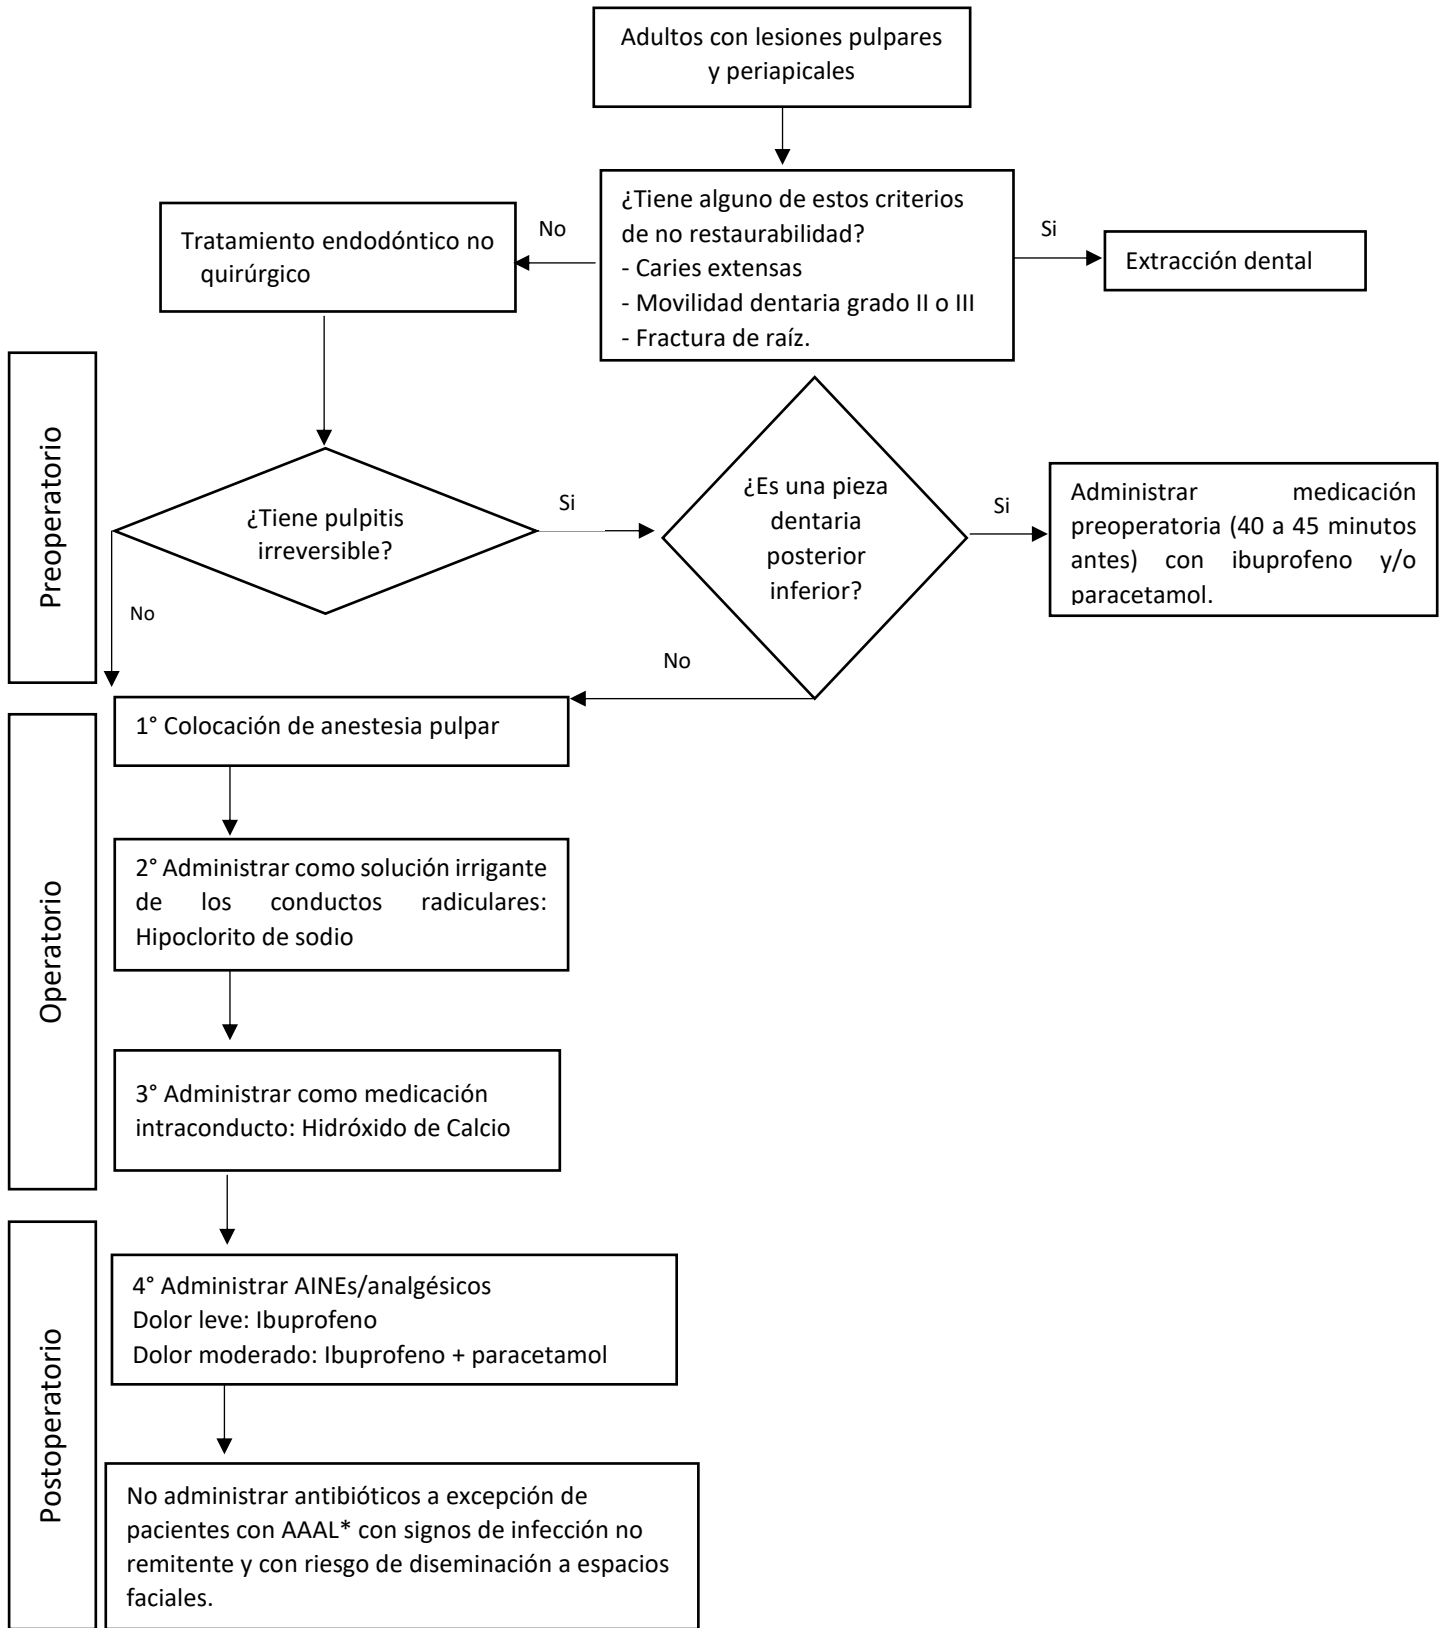 Adultos con lesiones pulpares
y periapicales
¿Tiene alguno de estos criterios
de no restaurabilidad?
- Caries extensas
- Movilidad dentaria grado II o III
- Fractura de raíz.
No
Si
Tratamiento endodóntico no
quirúrgico
Extracción dental
Preoperatorio
¿Tiene pulpitis
irreversible?
Si
No
¿Es una pieza
dentaria
posterior
inferior?
Si
No
Administrar medicación
preoperatoria (40 a 45 minutos
antes) con ibuprofeno y/o
paracetamol.
Operatorio
1° Colocación de anestesia pulpar
2° Administrar como solución irrigante
de los conductos radiculares:
Hipoclorito de sodio
3° Administrar como medicación
intraconducto: Hidróxido de Calcio
Postoperatorio
4° Administrar AINEs/analgésicos
Dolor leve: Ibuprofeno
Dolor moderado: Ibuprofeno + paracetamol
No administrar antibióticos a excepción de
pacientes con AAAL* con signos de infección no
remitente y con riesgo de diseminación a espacios
faciales.